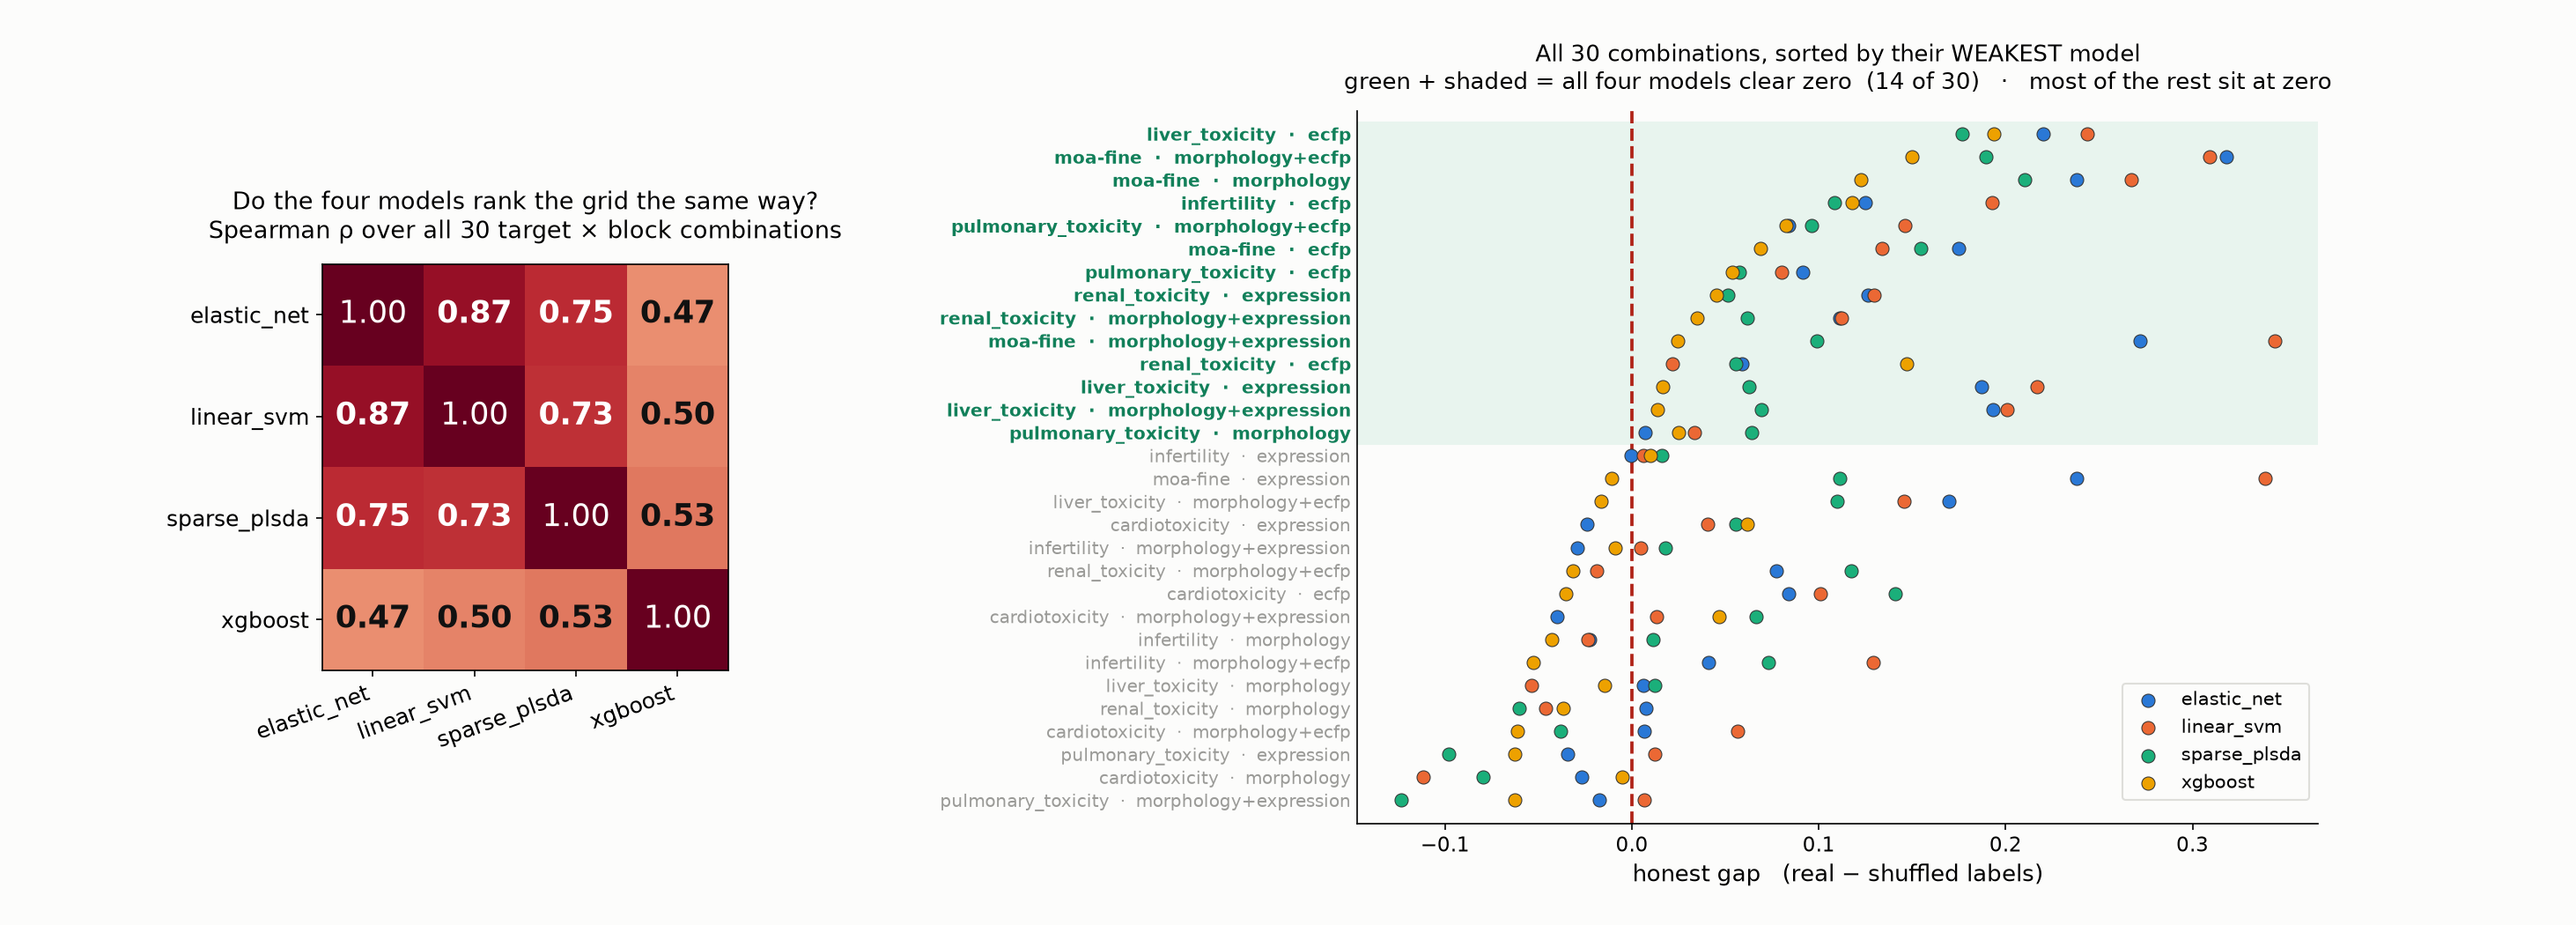 Do the four models rank the grid the same way?
Spearman ρ over all 30 target × block combinations
elastic_net
linear_svm
sparse_plsda
xgboost
1.00 0.87 0.75 0.47
0.87 1.00 0.73 0.50
0.75 0.73 1.00 0.53
0.47 0.50 0.53 1.00
elastic_net
linear_svm
sparse_plsda
xgboost
All 30 combinations, sorted by their WEAKEST model
green + shaded = all four models clear zero (14 of 30) · most of the rest sit at zero
liver_toxicity · ecfp
moa-fine · morphology+ecfp
moa-fine · morphology
infertility · ecfp
pulmonary_toxicity · morphology+ecfp
moa-fine · ecfp
pulmonary_toxicity · ecfp
renal_toxicity · expression
renal_toxicity · morphology+expression
moa-fine · morphology+expression
renal_toxicity · ecfp
liver_toxicity · expression
liver_toxicity · morphology+expression
pulmonary_toxicity · morphology
infertility · expression
moa-fine · expression
liver_toxicity · morphology+ecfp
cardiotoxicity · expression
infertility · morphology+expression
renal_toxicity · morphology+ecfp
cardiotoxicity · ecfp
cardiotoxicity · morphology+expression
infertility · morphology
infertility · morphology+ecfp
liver_toxicity · morphology
renal_toxicity · morphology
cardiotoxicity · morphology+ecfp
pulmonary_toxicity · expression
cardiotoxicity · morphology
pulmonary_toxicity · morphology+expression
−0.1 0.0 0.1 0.2 0.3
honest gap (real − shuffled labels)
elastic_net
linear_svm
sparse_plsda
xgboost